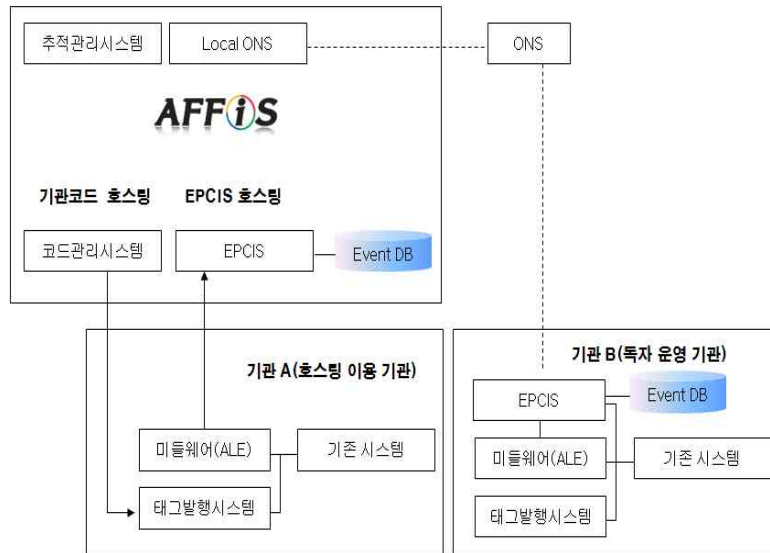 추적관리시스템
Local ONS
ONS
AFFiS
기관코드 호스팅
EPCIS 호스팅
코드관리시스템
EPCIS
Event DB
기관 A(호스팅 이용 기관)
미들웨어(ALE)
기존 시스템
태그발행시스템
기관 B(독자 운영 기관)
EPCIS
Event DB
미들웨어(ALE)
기존 시스템
태그발행시스템